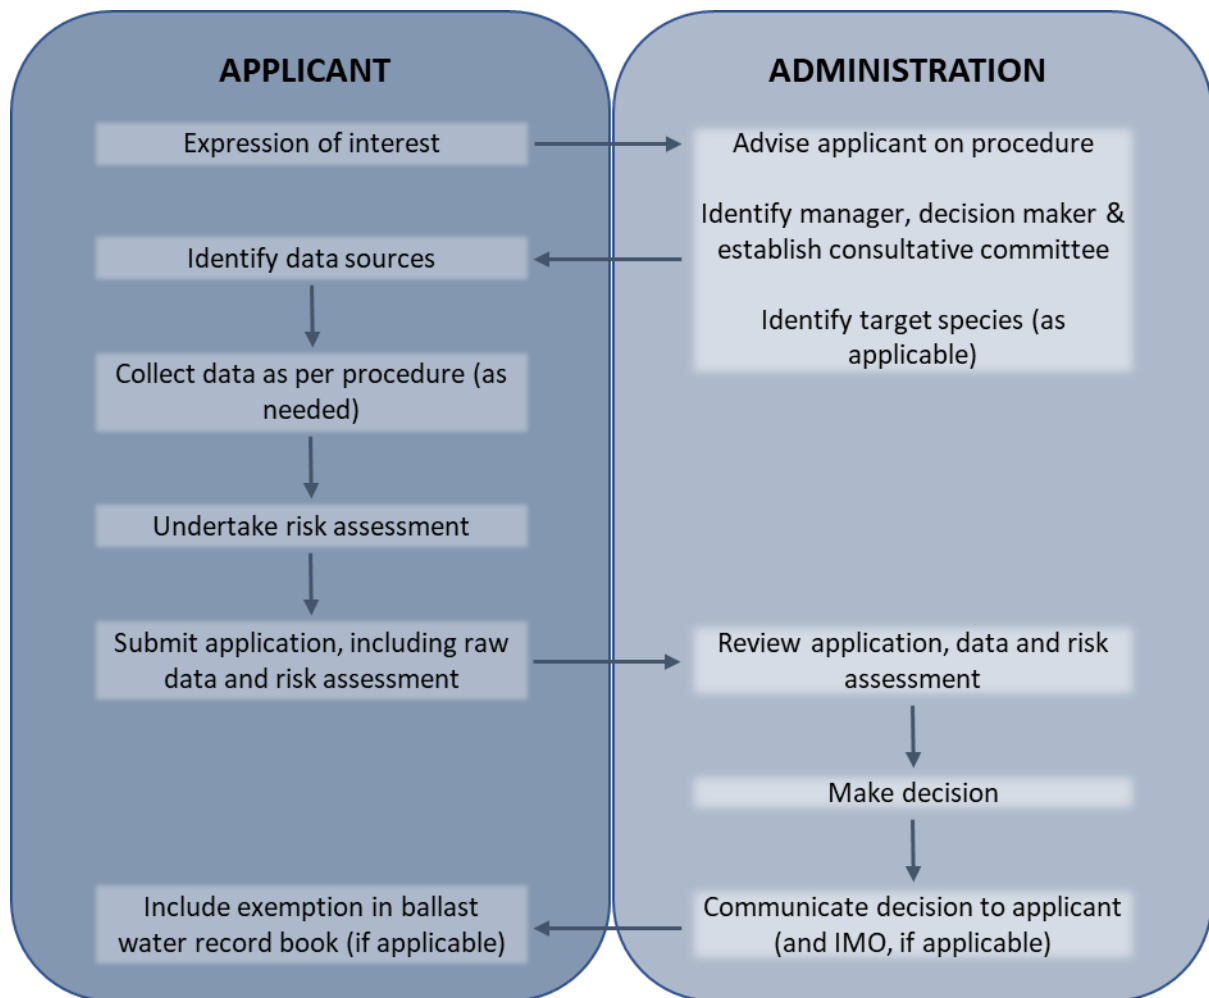 APPLICANT
Expression of interest
Identify data sources
Collect data as per procedure (as
needed)
Undertake risk assessment
Submit application, including raw
data and risk assessment
Include exemption in ballast
water record book (if applicable)
ADMINISTRATION
Advise applicant on procedure
Identify manager, decision maker &
establish consultative committee
Identify target species (as
applicable)
Review application, data and risk
assessment
Make decision
Communicate decision to applicant
(and IMO, if applicable)